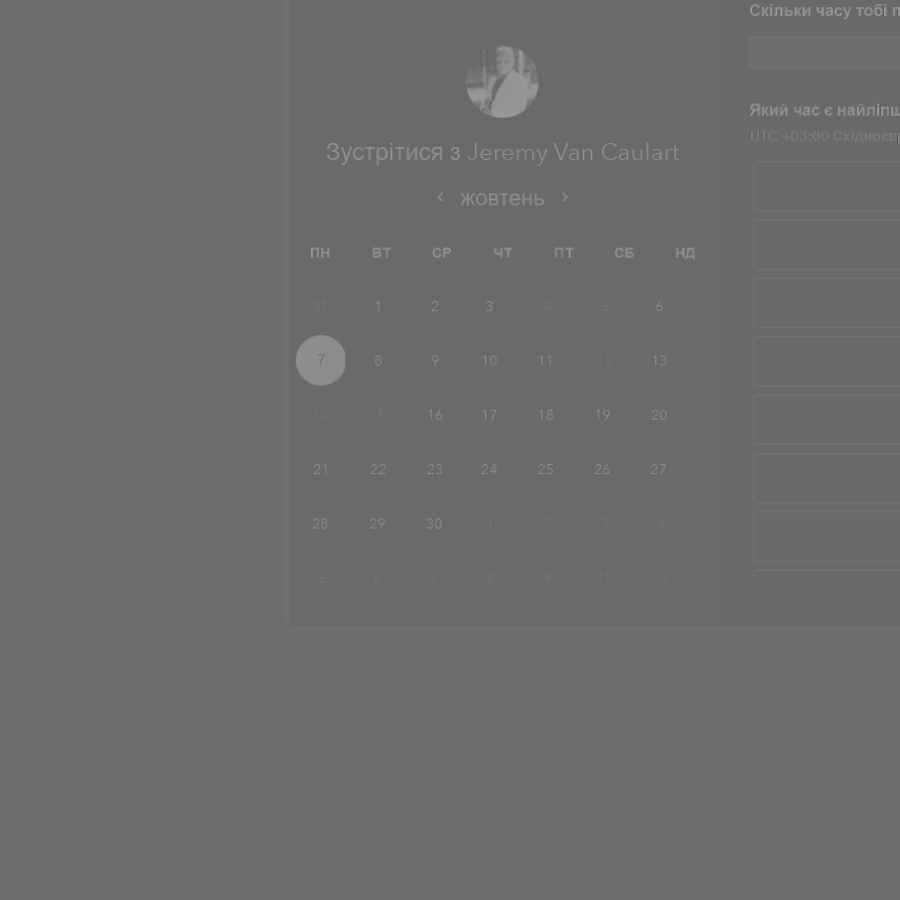 Скільки часу тобі
Зустрітися з Jeremy Van Caulart
Який час є
UTC +03:00
жовтень
ПН ВТ СР ЧТ ПТ СБ НД
31 1 2 3 4 5 6
7 8 9 10 11 12 13
14 15 16 17 18 19 20
21 22 23 24 25 26 27
28 29 30 1 2 3 4
5 6 7 8 9 10 11